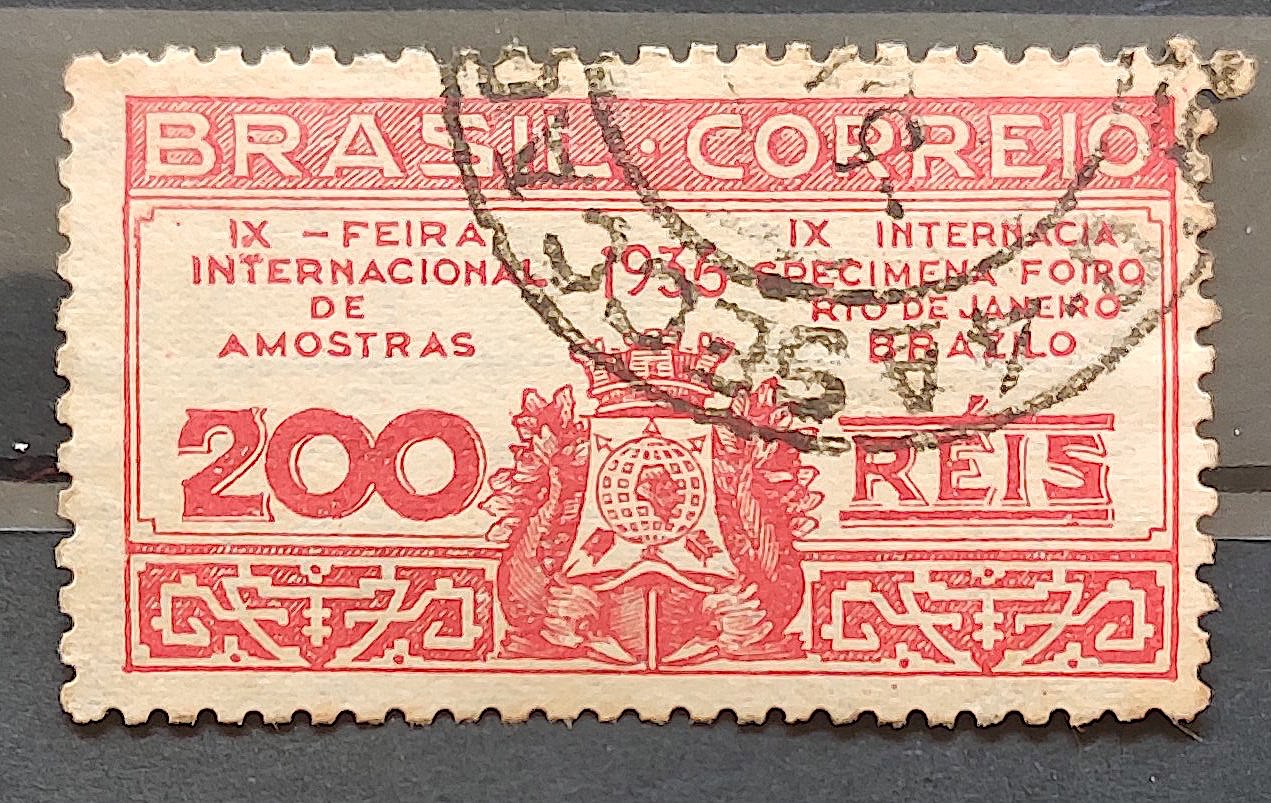 BRASIL · CORREIO
IX - FEIRA
INTERNACIONAL
DE
AMOSTRAS
1936
IX INTERNACIA
SPECIMENA FOIRO
RIO DE JANEIRO
BRAZILO
200 RÉIS